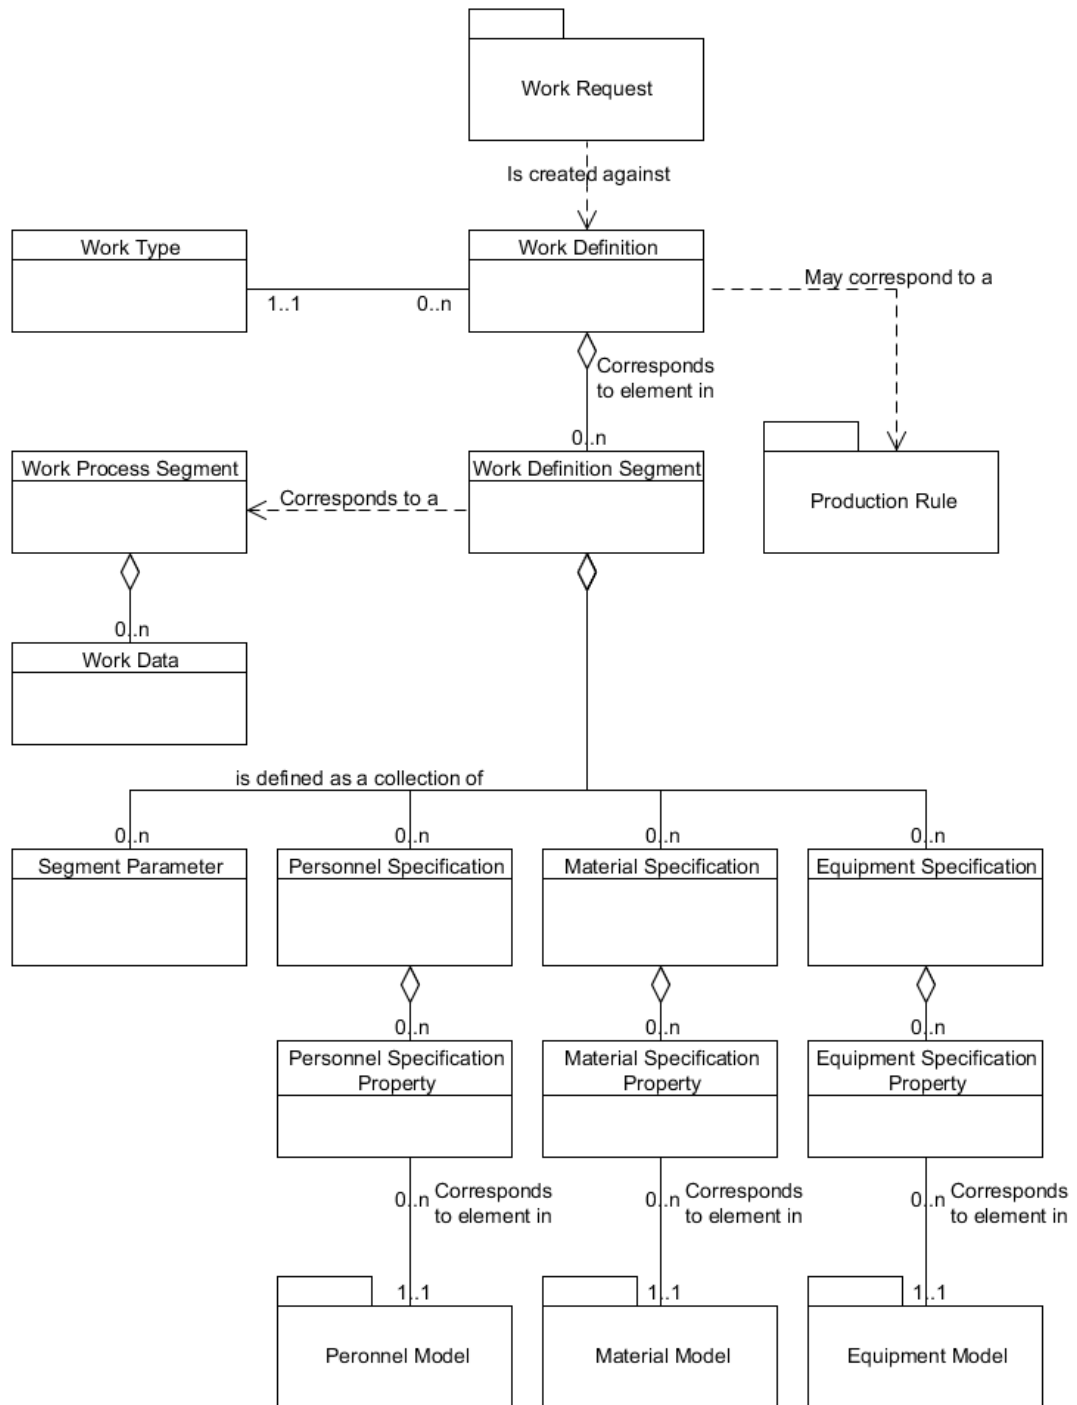 Work Request
Is created against
Work Type
Work Definition
May correspond to a
1..1
0..n
Corresponds
to element in
0..n
Work Process Segment
Work Definition Segment
Corresponds to a
Production Rule
0..n
Work Data
is defined as a collection of
0..n
0..n
0..n
0..n
Segment Parameter
Personnel Specification
Material Specification
Equipment Specification
0..n
0..n
0..n
Personnel Specification
Property
Material Specification
Property
Equipment Specification
Property
0..n
Corresponds
to element in
0..n
Corresponds
to element in
0..n
Corresponds
to element in
1..1
1..1
1..1
Peronnel Model
Material Model
Equipment Model